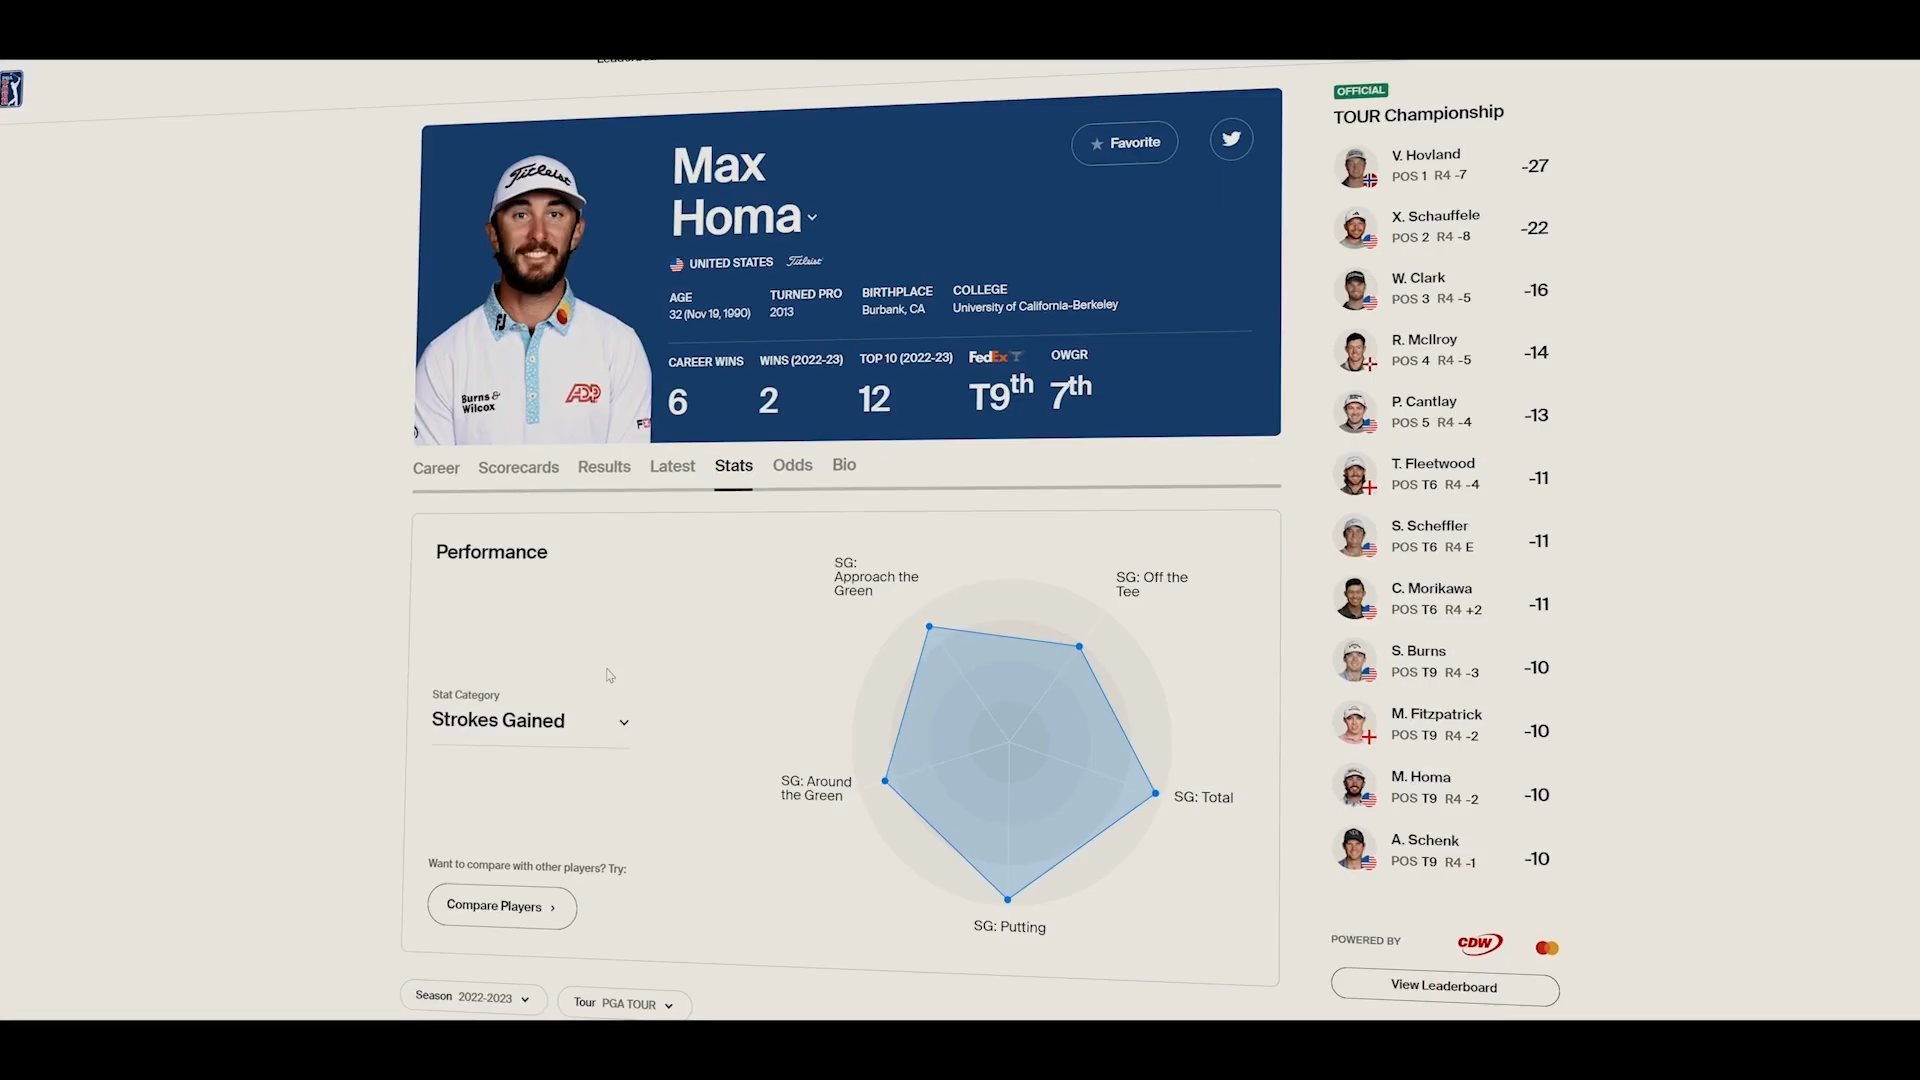 Max
Homa
Favorite
UNITED STATES Titleist
AGE
32 (Nov 19, 1990)
TURNED PRO
2013
BIRTHPLACE
Burbank, CA
COLLEGE
University of California-Berkeley
CAREER WINS
6
WINS (2022-23)
2
TOP 10 (2022-23)
12
FedEx
T9th
OWGR
7th
Titleist
FJ
Burns &
Wilcox
ADP
Career Scorecards Results Latest Stats Odds Bio
Performance
Stat Category
Strokes Gained
Want to compare with other players? Try:
Compare Players
SG:
Approach the
Green
SG: Off the
Tee
SG: Around
the Green
SG: Total
SG: Putting
Season 2022-2023
Tour PGA TOUR
OFFICIAL
TOUR Championship
V. Hovland
POS 1 R4 -7
-27
X. Schauffele
POS 2 R4 -8
-22
W. Clark
POS 3 R4 -5
-16
R. McIlroy
POS 4 R4 -5
-14
P. Cantlay
POS 5 R4 -4
-13
T. Fleetwood
POS T6 R4 -4
-11
S. Scheffler
POS T6 R4 E
-11
C. Morikawa
POS T6 R4 +2
-11
S. Burns
POS T9 R4 -3
-10
M. Fitzpatrick
POS T9 R4 -2
-10
M. Homa
POS T9 R4 -2
-10
A. Schenk
POS T9 R4 -1
-10
POWERED BY CDW
View Leaderboard